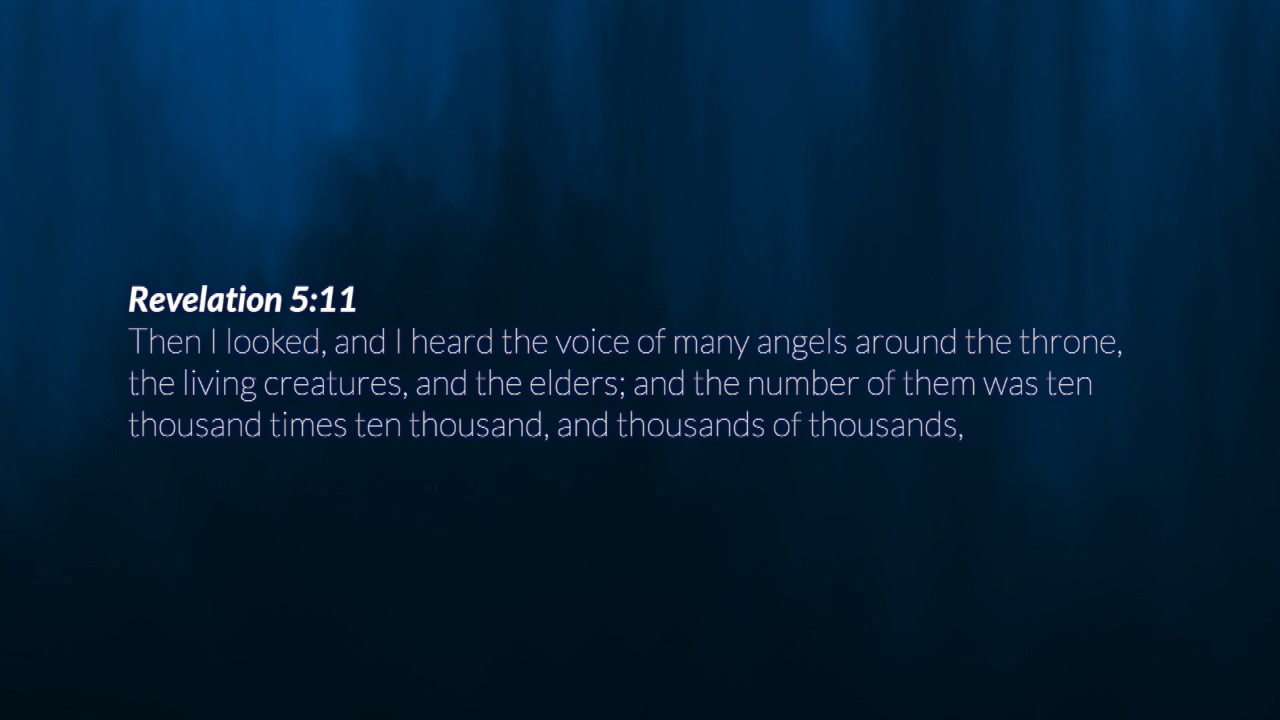 Revelation 5:11
Then I looked, and I heard the voice of many angels around the throne,
the living creatures, and the elders; and the number of them was ten
thousand times ten thousand, and thousands of thousands,